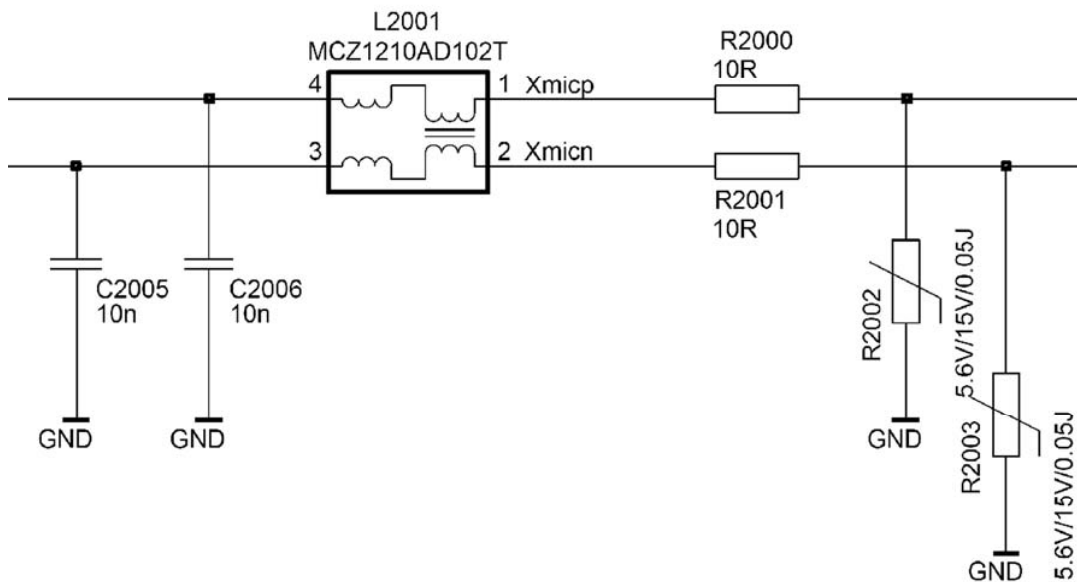 L2001
MCZ1210AD102T
4
1 Xmicp
3
2 Xmicn
R2000
10R
R2001
10R
C2005
10n
C2006
10n
R2002
5.6V/15V/0.05J
R2003
5.6V/15V/0.05J
GND
GND
GND
GND